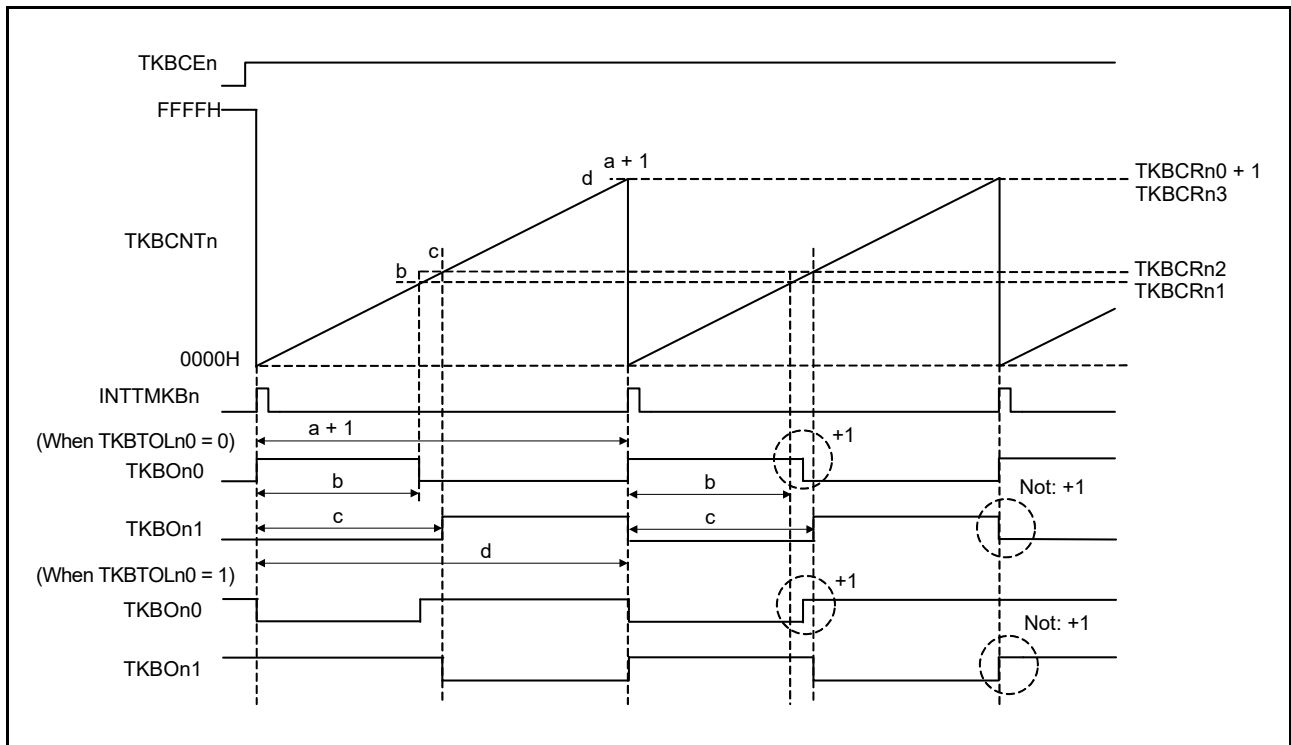 TKBCEn
FFFFH
a + 1
d
TKBCRn0 + 1
TKBCRn3
TKBCNTn
c
b
TKBCRn2
TKBCRn1
0000H
INTTMKBn
(When TKBTOLn0 = 0)
a + 1
+1
TKBOn0
b
b
Not: +1
c
c
TKBOn1
d
(When TKBTOLn0 = 1)
+1
TKBOn0
Not: +1
TKBOn1